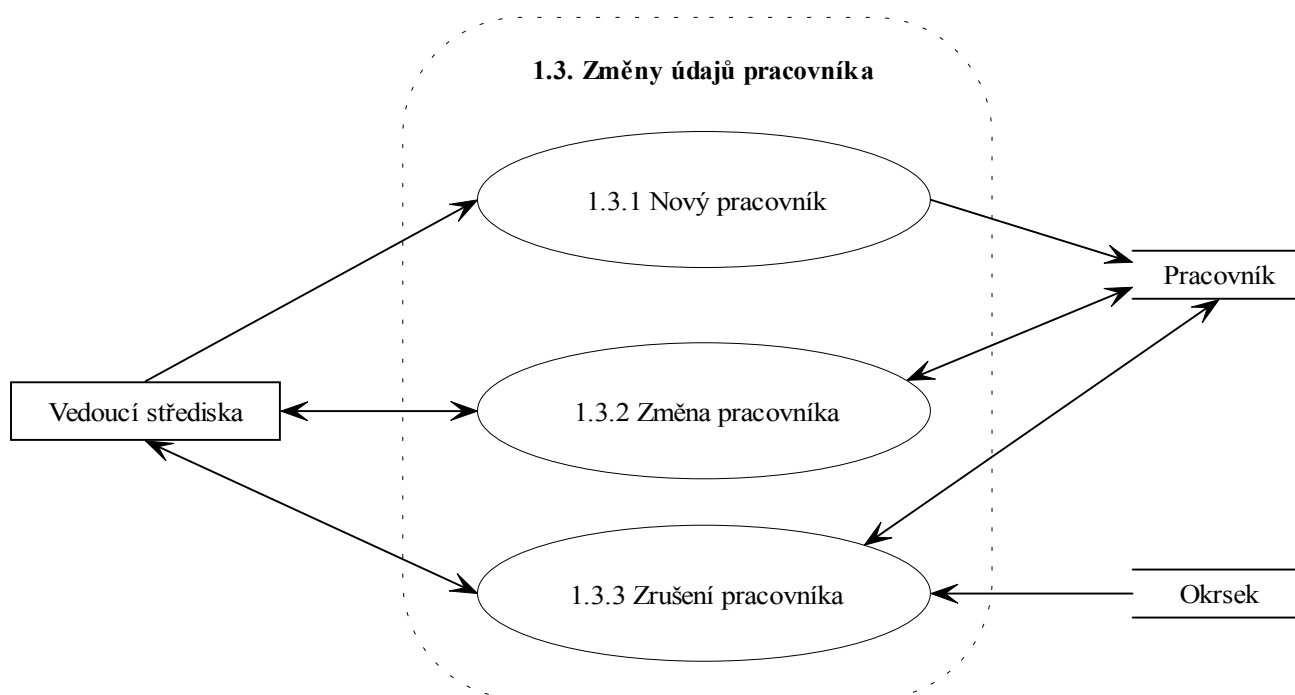 1.3. Změny údajů pracovníka
1.3.1 Nový pracovník
Pracovník
Vedoucí střediska
1.3.2 Změna pracovníka
1.3.3 Zrušení pracovníka
Okrsek